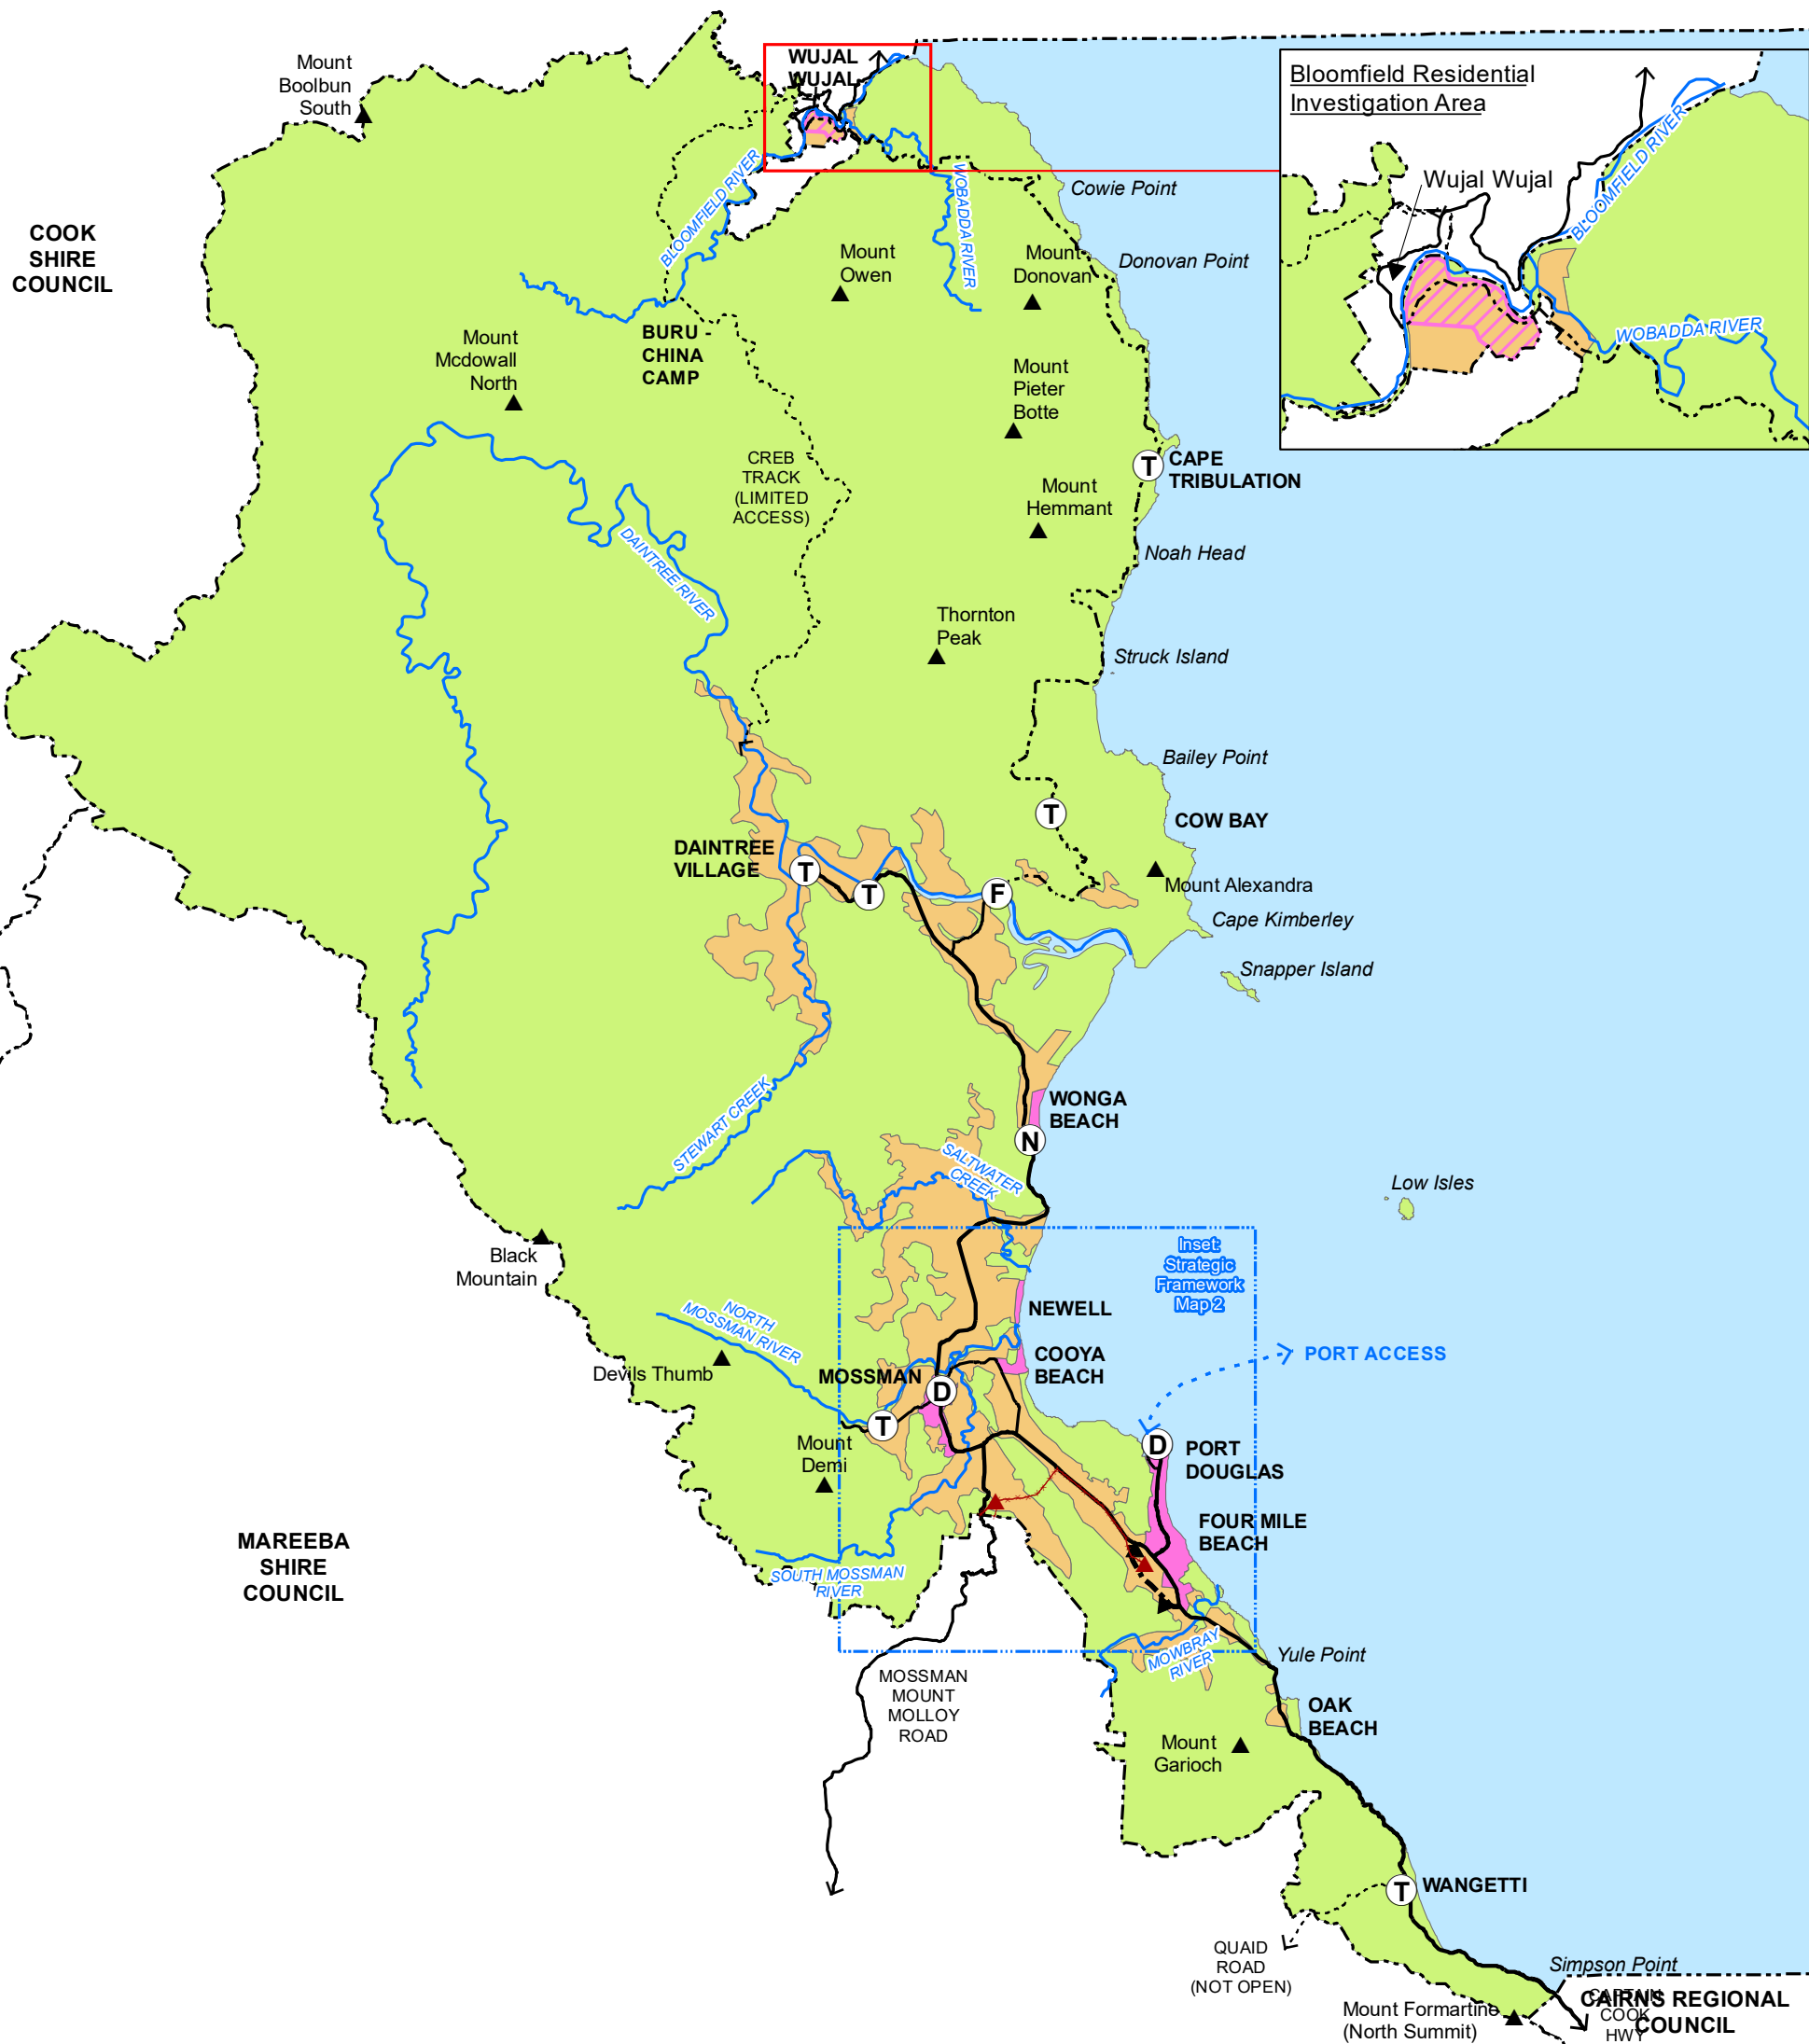 Mount
Boolbun
South
WUJAL
WUJAL
Bloomfield Residential
Investigation Area
BLOOMFIELD RIVER
Wujal Wujal
WOBADDA RIVER
COOK
SHIRE
COUNCIL
BLOOMFIELD RIVER
WOBADDA RIVER
Cowie Point
Mount
Owen
Mount
Donovan
Donovan Point
Mount
Mcdowall
North
BURU -
CHINA
CAMP
Mount
Pieter
Botte
CREB
TRACK
(LIMITED
ACCESS)
T
CAPE
TRIBULATION
Mount
Hemmant
DAINTREE RIVER
Noah Head
Thornton
Peak
Struck Island
Bailey Point
T
COW BAY
DAINTREE
VILLAGE
T
T
F
Mount Alexandra
Cape Kimberley
Snapper Island
WONGA
BEACH
N
STEWART CREEK
SALTWATER
CREEK
Low Isles
Black
Mountain
Inset:
Strategic
Framework
Map 2
NORTH
MOSSMAN RIVER
NEWELL
COOYA
BEACH
PORT ACCESS
Devils Thumb
MOSSMAN
D
T
Mount
Demi
D
PORT
DOUGLAS
FOUR MILE
BEACH
MAREEBA
SHIRE
COUNCIL
SOUTH MOSSMAN
RIVER
MOWBRAY
RIVER
Yule Point
MOSSMAN
MOUNT
MOLLOY
ROAD
OAK
BEACH
Mount
Garioch
T
WANGETTI
QUAID
ROAD
(NOT OPEN)
Simpson Point
Mount Formartine
(North Summit)
CAPTAIN
COOK
HWY
CAIRNS REGIONAL
COUNCIL